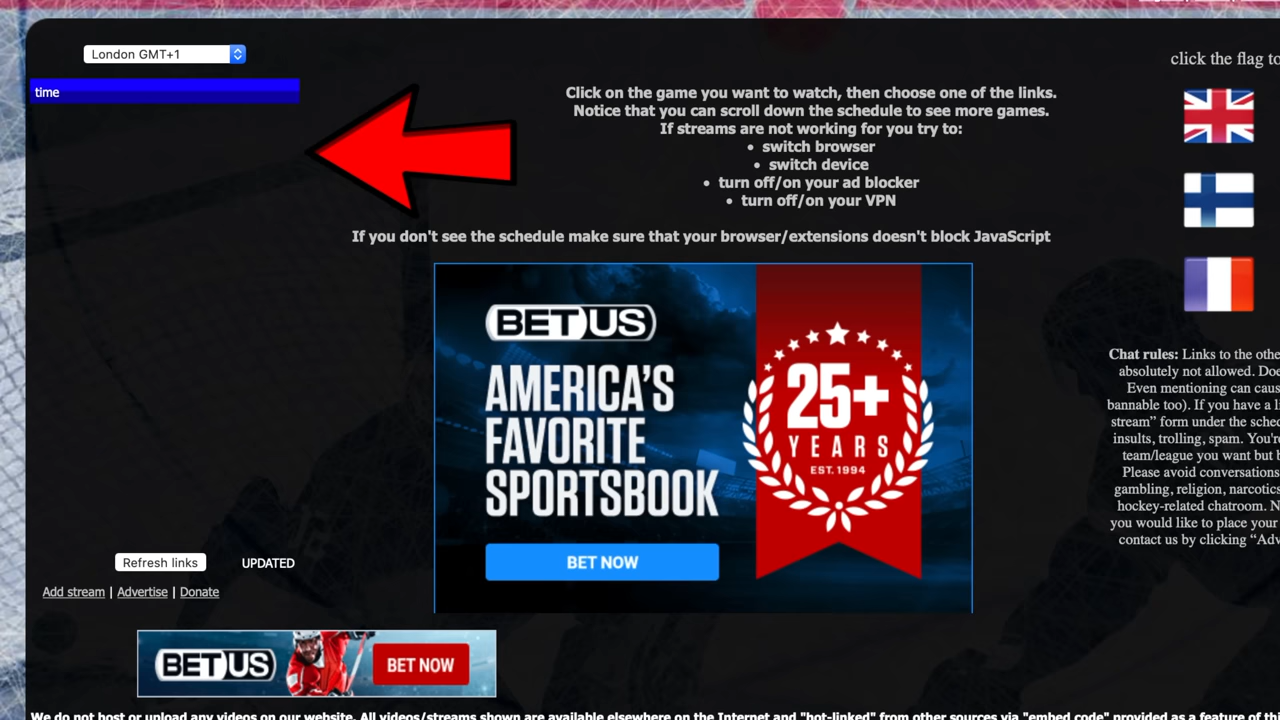 London GMT+1
time
click the flag to
Click on the game you want to watch, then choose one of the links.
Notice that you can scroll down the schedule to see more games.
If streams are not working for you try to:
• switch browser
• switch device
• turn off/on your ad blocker
• turn off/on your VPN
If you don't see the schedule make sure that your browser/extensions doesn't block JavaScript
BETUS
AMERICA'S
FAVORITE
SPORTSBOOK
BET NOW
25+
YEARS
EST. 1994
Chat rules: Links to the othe
absolutely not allowed. Doe
Even mentioning can caus
bannable too). If you have a li
stream” form under the sched
insults, trolling, spam. You're
team/league you want but b
Please avoid conversations
gambling, religion, narcotics
hockey-related chatroom. N
you would like to place your
contact us by clicking “Adv
Refresh links
UPDATED
Add stream | Advertise | Donate
BETUS
BET NOW
We do not host or upload any videos on our website. All videos/streams shown are available elsewhere on the Internet and "hot-linked" from other sources via "embed code" provided as a feature of th